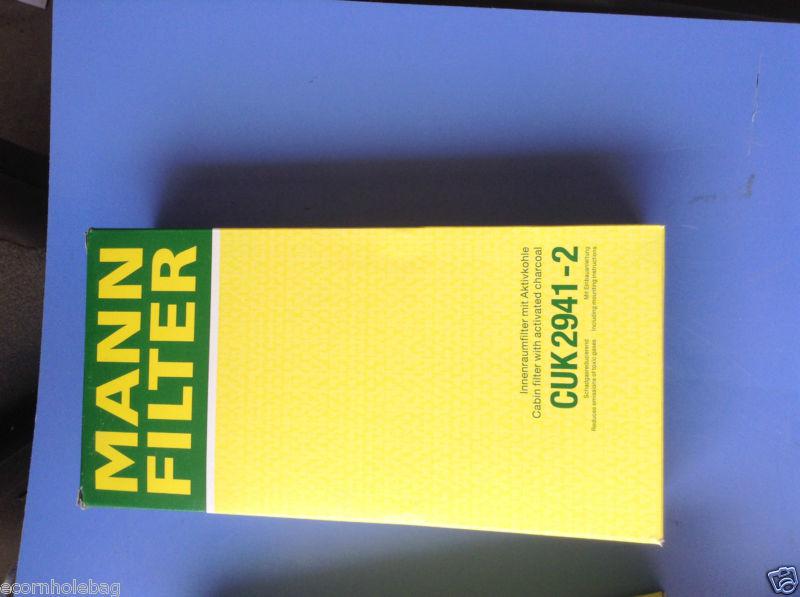 MANN
FILTER
Innenraumfilter mit Aktivkohle
Cabin filter with activated charcoal
CUK 2941-2
Schadgasreduzierend Mit Einbauanleitung
Reduces emissions of toxic gases Including mounting instructions
ecornholebag